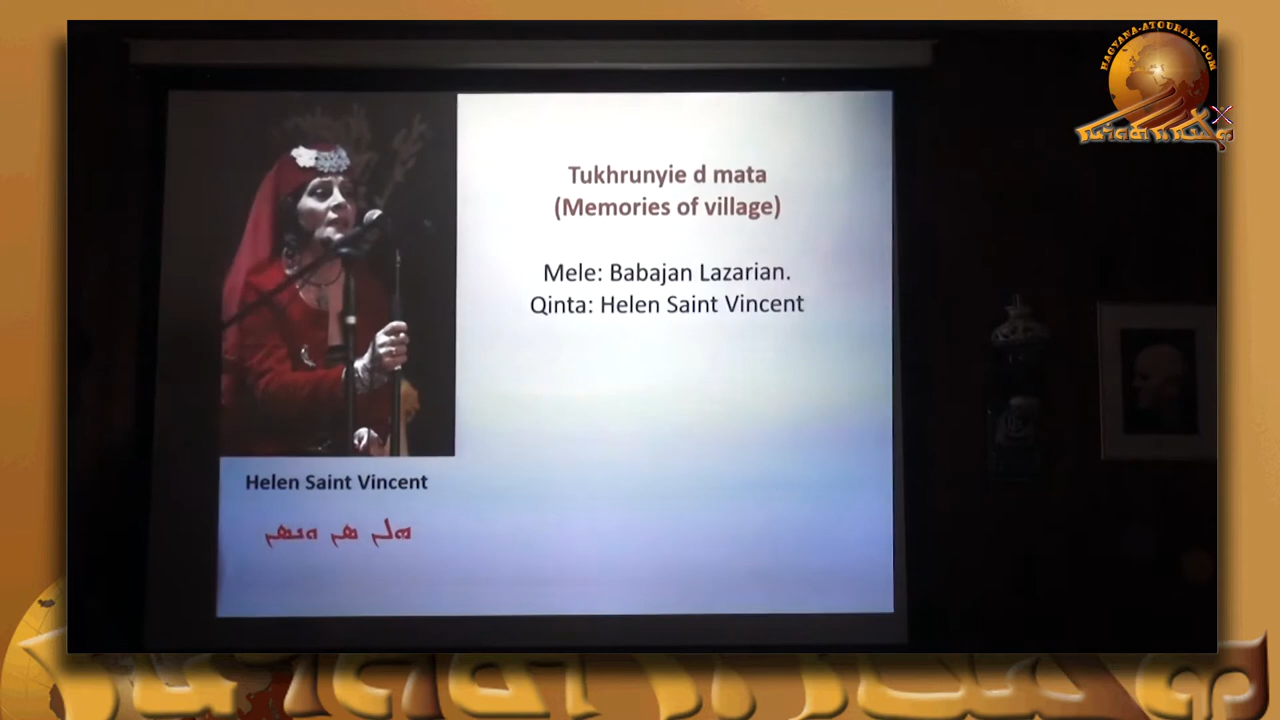 HAGYANA-ATOURAYA.COM
Tukhrunyie d mata
(Memories of village)
Mele: Babajan Lazarian.
Qinta: Helen Saint Vincent
Helen Saint Vincent